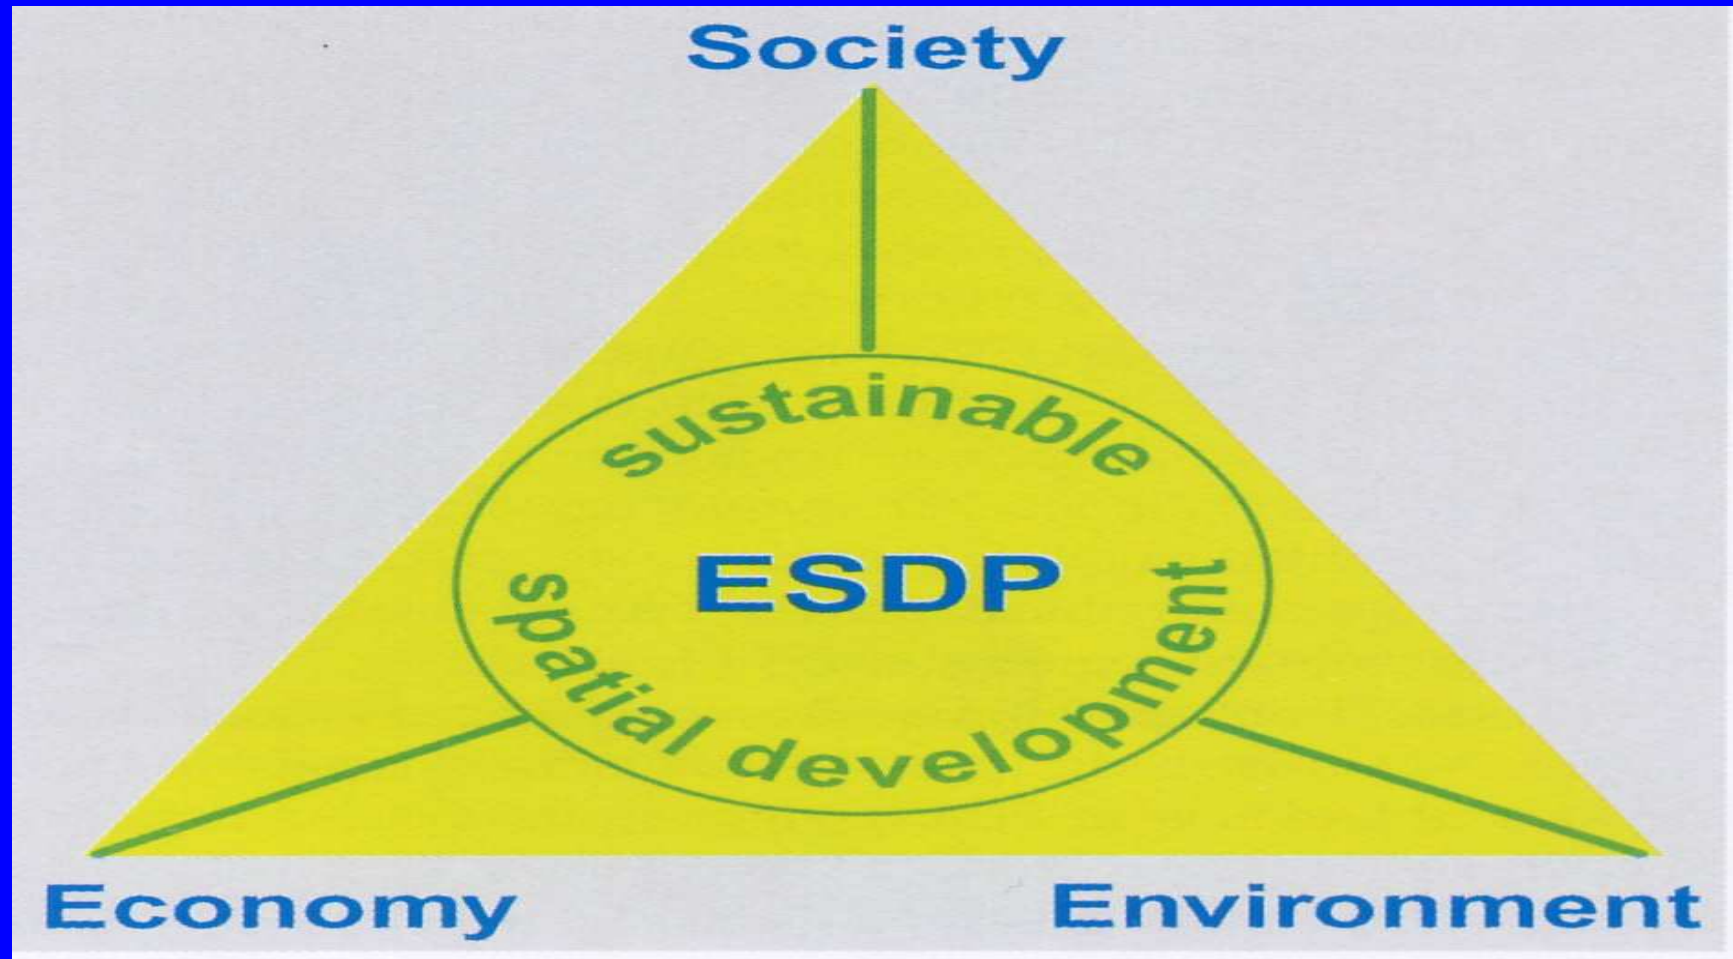 Society
sustainable
ESDP
spatial development
Economy
Environment